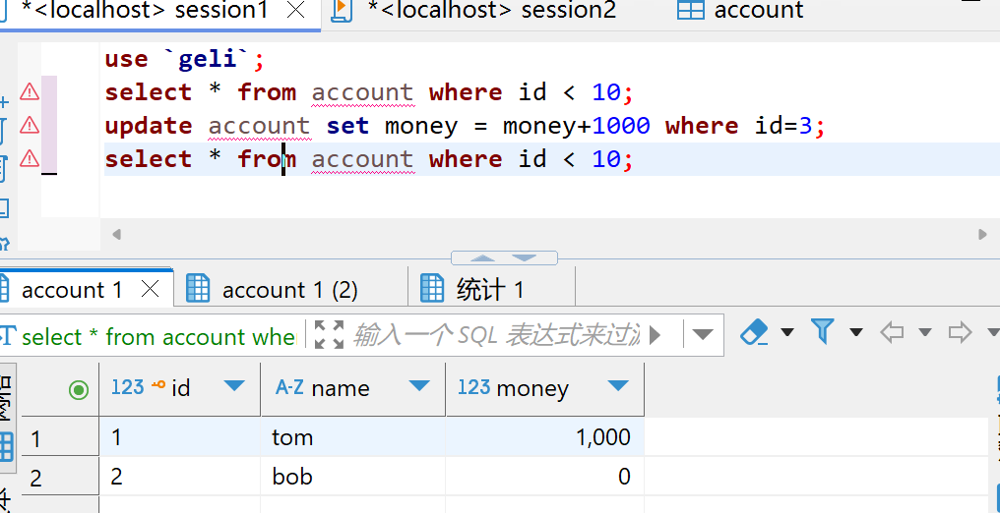 *<localhost> session1
*<localhost> session2
account
use `geli`;
select * from account where id < 10;
update account set money = money+1000 where id=3;
select * from account where id < 10;
account 1
account 1 (2)
统计 1
select * from account whe
输入一个 SQL 表达式来过滤
123 id
A-Z name
123 money
1 1 tom 1,000
2 2 bob 0